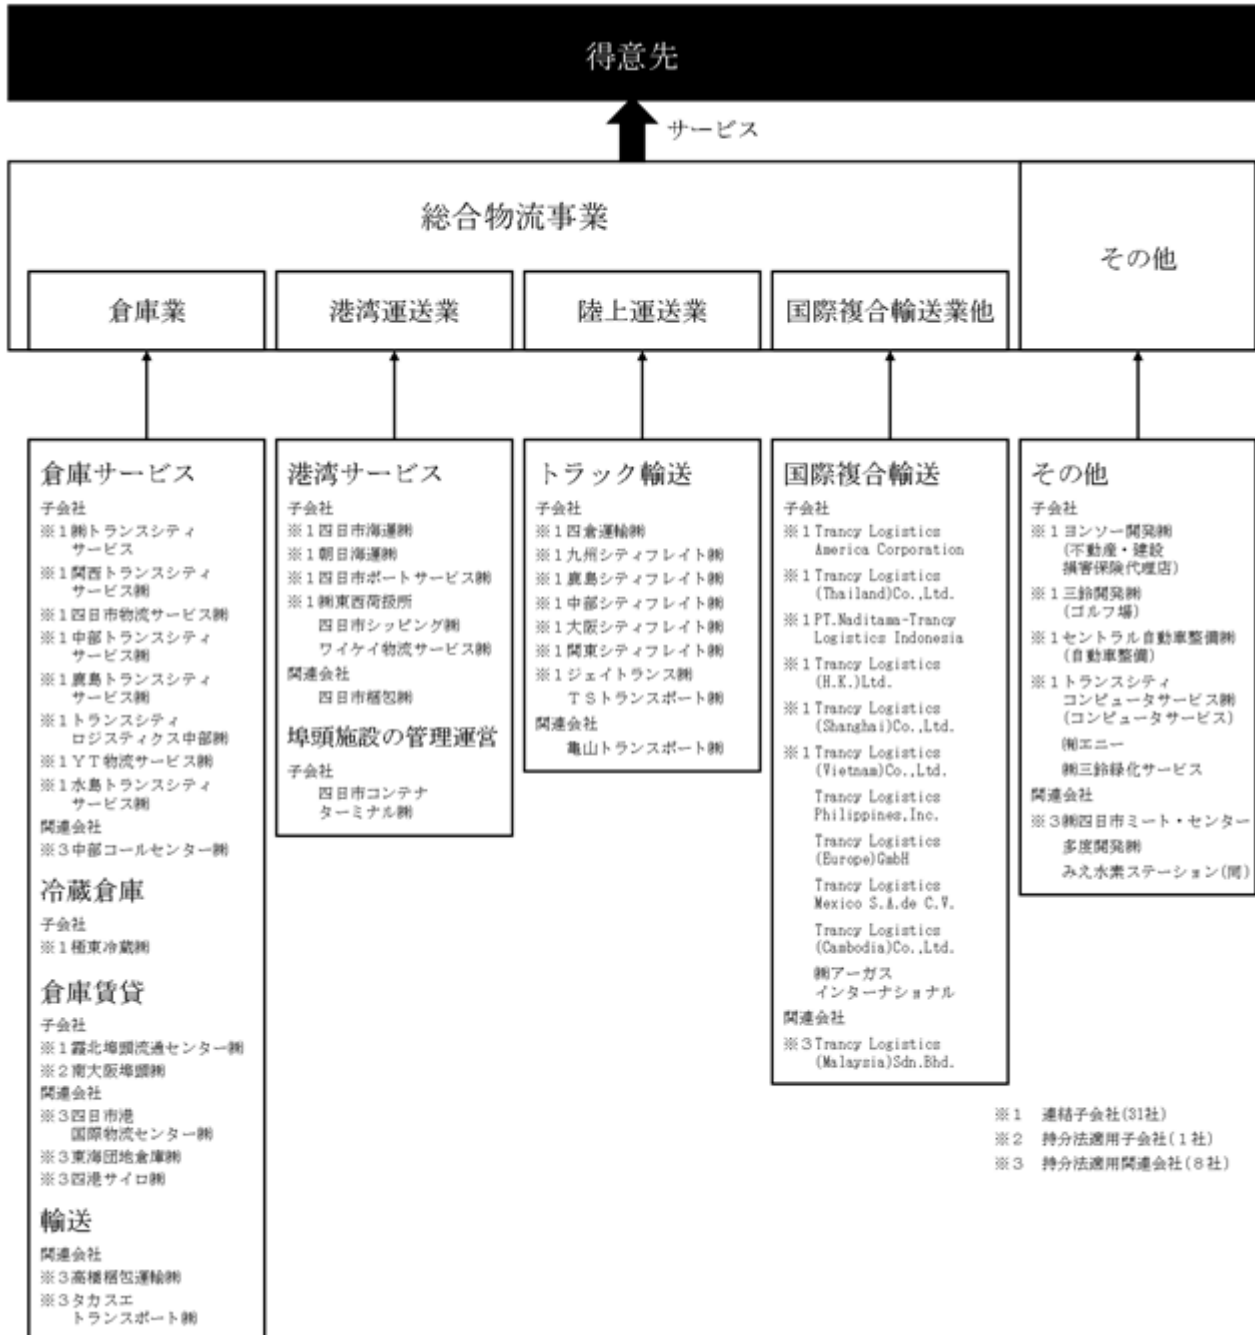 得意先
サービス
総合物流事業
その他
倉庫業
港湾運送業
陸上運送業
国際複合輸送業他
倉庫サービス
子会社
※1㈱トランスシティ
サービス
※1関西トランスシティ
サービス㈱
※1四日市物流サービス㈱
※1中部トランスシティ
サービス㈱
※1鹿島トランスシティ
サービス㈱
※1トランスシティ
ロジスティクス中部㈱
※1ＹＴ物流サービス㈱
※1水島トランスシティ
サービス㈱
関連会社
※3中部コールセンター㈱
冷蔵倉庫
子会社
※1極東冷蔵㈱
倉庫賃貸
子会社
※1霞北埠頭流通センター㈱
※2南大阪埠頭㈱
関連会社
※3四日市港
国際物流センター㈱
※3東海団地倉庫㈱
※3四港サイロ㈱
輸送
関連会社
※3高橋梱包運輸㈱
※3タカスエ
トランスポート㈱
港湾サービス
子会社
※1四日市海運㈱
※1朝日海運㈱
※1四日市ポートサービス㈱
※1㈱東西荷扱所
四日市シッピング㈱
ワイケイ物流サービス㈱
関連会社
四日市梱包㈱
埠頭施設の管理運営
子会社
四日市コンテナ
ターミナル㈱
トラック輸送
子会社
※1四倉運輸㈱
※1九州シティフレイト㈱
※1鹿島シティフレイト㈱
※1中部シティフレイト㈱
※1大阪シティフレイト㈱
※1関東シティフレイト㈱
※1ジェイトランス㈱
ＴＳトランスポート㈱
関連会社
亀山トランスポート㈱
国際複合輸送
子会社
※1Trancy Logistics
America Corporation
※1Trancy Logistics
(Thailand)Co.,Ltd.
※1PT.Naditama-Trancy
Logistics Indonesia
※1Trancy Logistics
(H.K.)Ltd.
※1Trancy Logistics
(Shanghai)Co.,Ltd.
※1Trancy Logistics
(Vietnam)Co.,Ltd.
Trancy Logistics
Philippines,Inc.
Trancy Logistics
(Europe)GmbH
Trancy Logistics
Mexico S.A.de C.V.
Trancy Logistics
(Cambodia)Co.,Ltd.
㈱アーガス
インターナショナル
関連会社
※3Trancy Logistics
(Malaysia)Sdn.Bhd.
その他
子会社
※1ヨンソー開発㈱
(不動産・建設
損害保険代理店)
※1三鈴開発㈱
(ゴルフ場)
※1セントラル自動車整備㈱
(自動車整備)
※1トランスシティ
コンピュータサービス㈱
(コンピュータサービス)
㈲エニー
㈱三鈴緑化サービス
関連会社
※3㈱四日市ミート・センター
多度開発㈱
みえ水素ステーション(同)
※1 連結子会社(31社)
※2 持分法適用子会社(1社)
※3 持分法適用関連会社(8社)